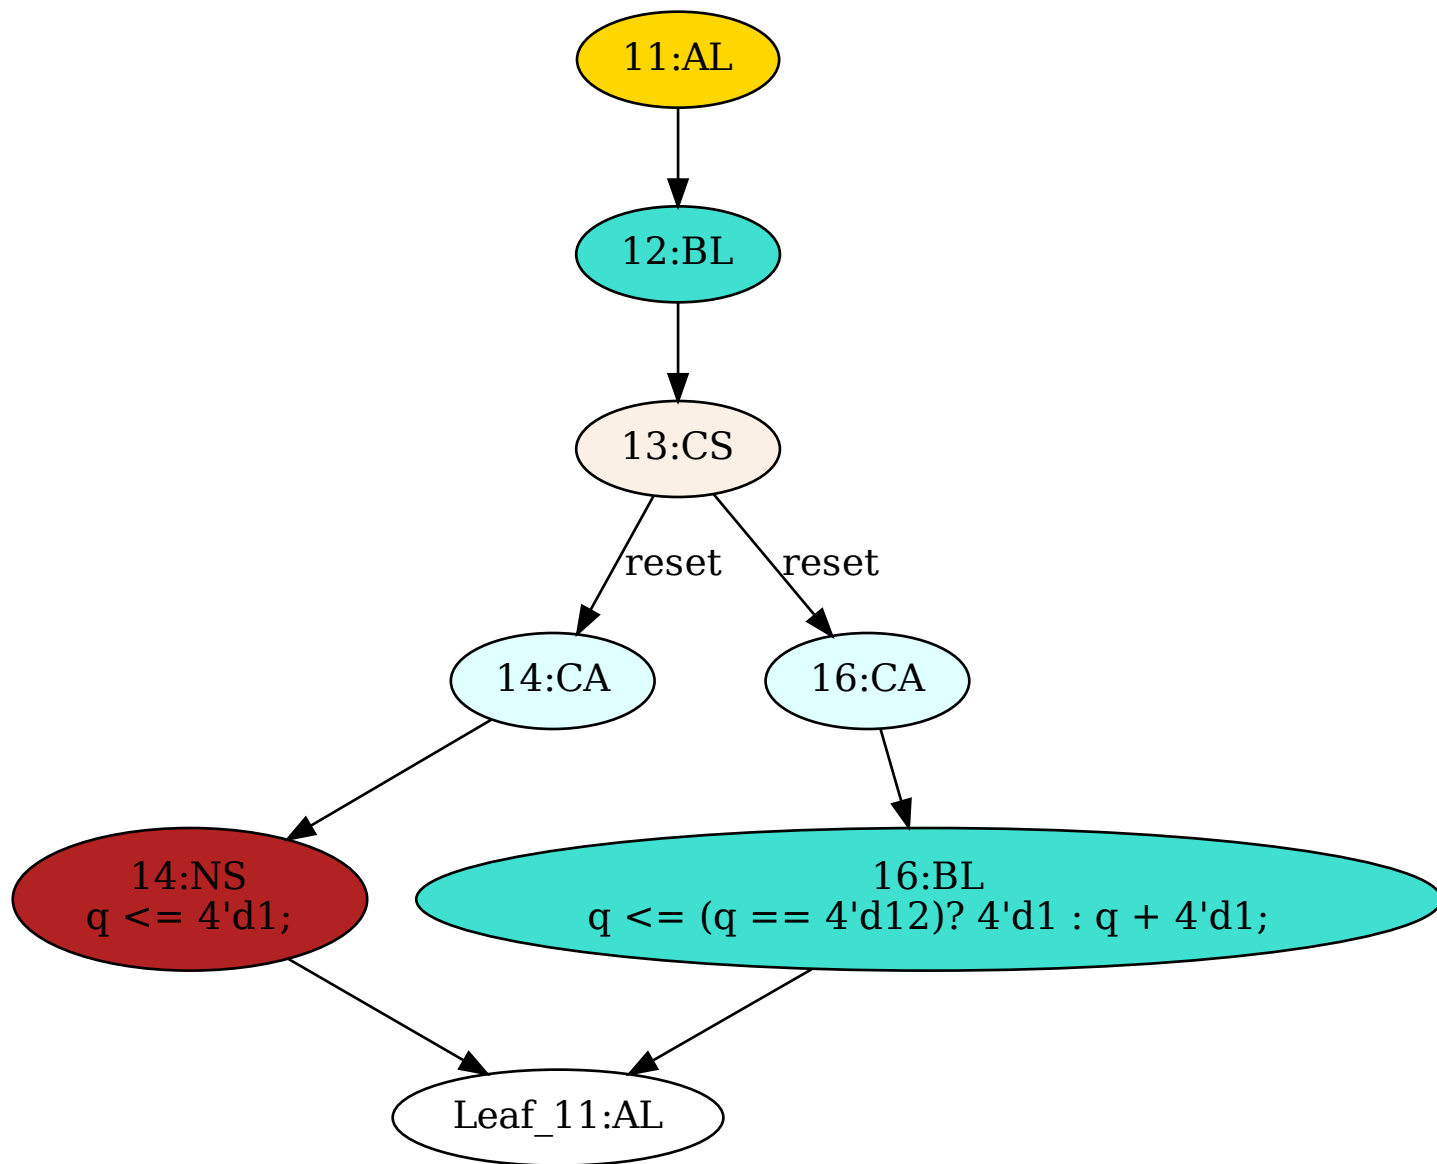 11:AL
12:BL
13:CS
reset
reset
14:CA
16:CA
14:NS
q <= 4'd1;
16:BL
q <= (q == 4'd12)? 4'd1 : q + 4'd1;
Leaf_11:AL